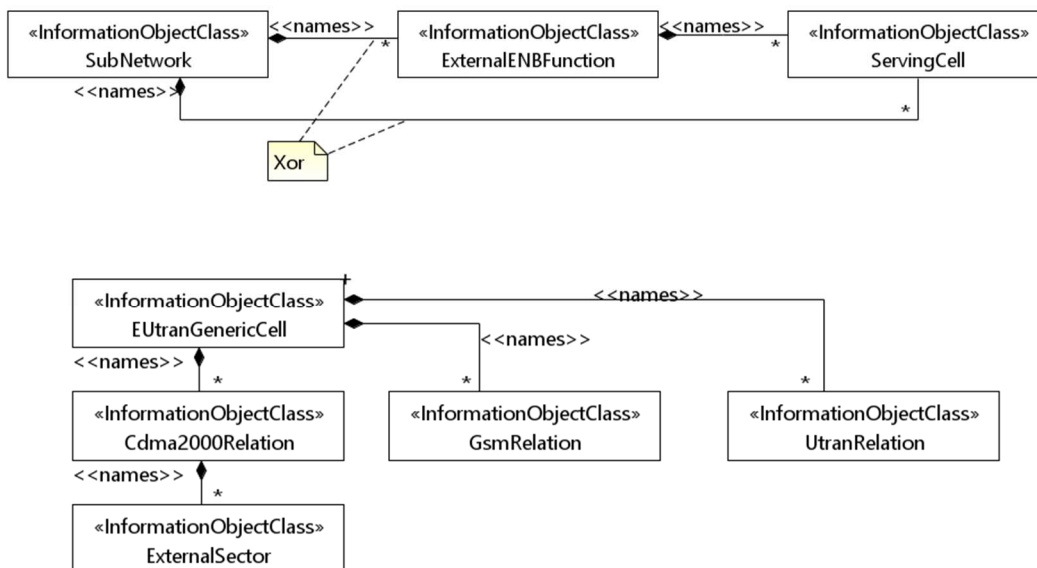 «InformationObjectClass»
SubNetwork
<<names>>
*
«InformationObjectClass»
ExternalENBFunction
<<names>>
*
«InformationObjectClass»
ServingCell
<<names>>
*
Xor
«InformationObjectClass»
EUtranGenericCell
<<names>>
<<names>>
<<names>>
*
*
*
«InformationObjectClass»
Cdma2000Relation
«InformationObjectClass»
GsmRelation
«InformationObjectClass»
UtranRelation
<<names>>
*
«InformationObjectClass»
ExternalSector